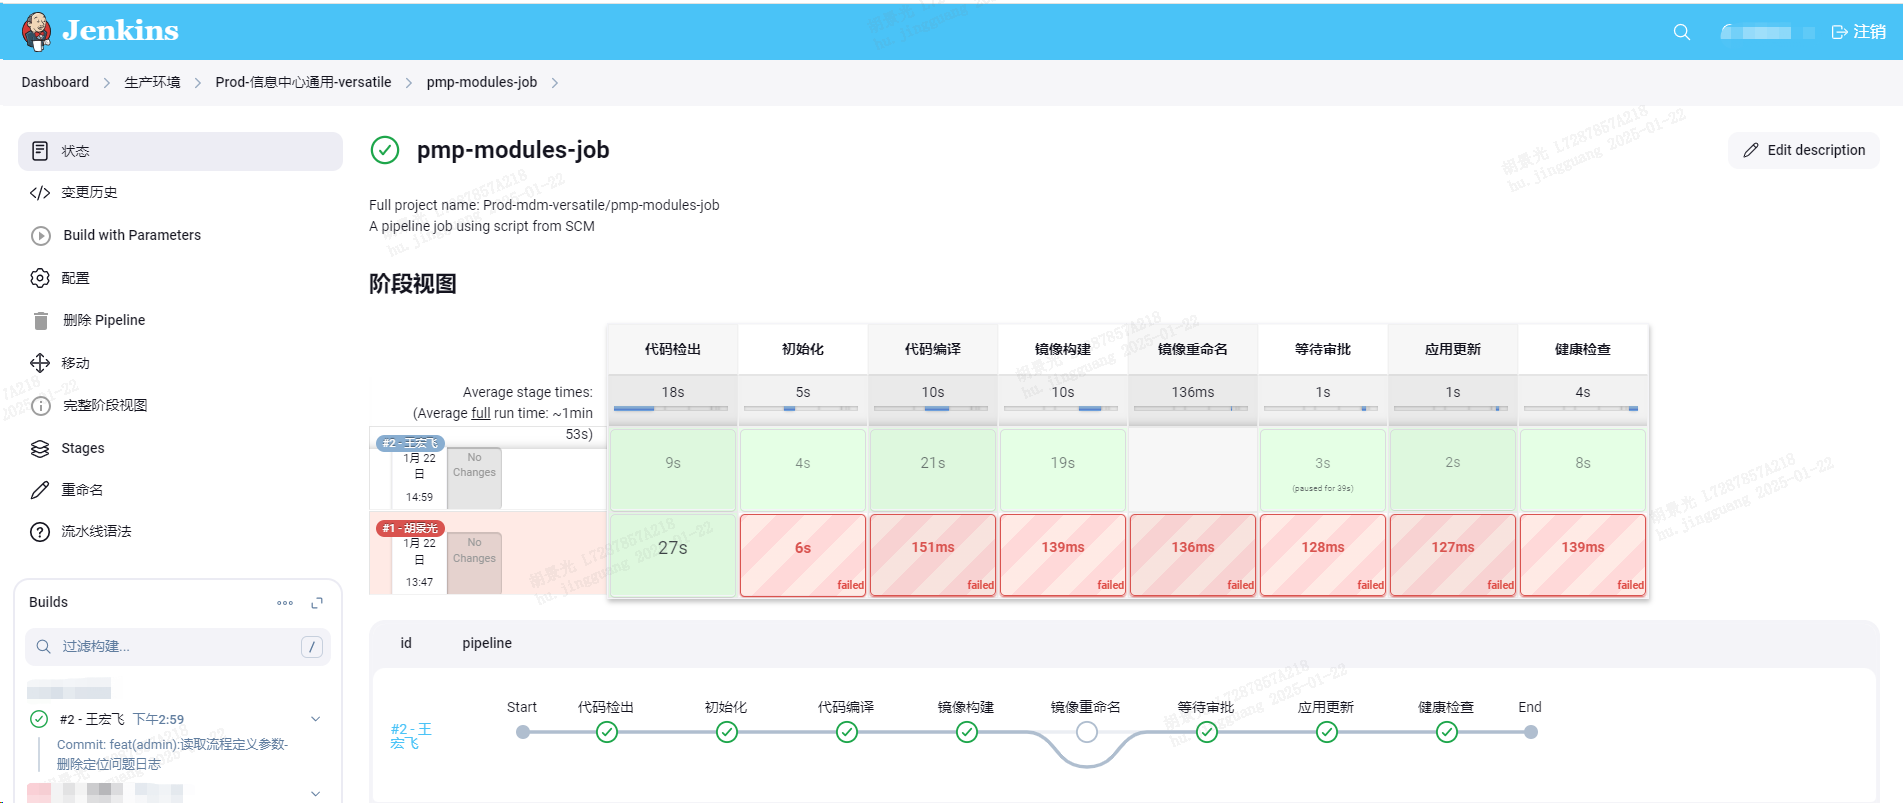 Jenkins
注销
Dashboard
生产环境
Prod-信息中心通用-versatile
pmp-modules-job
状态
变更历史
Build with Parameters
配置
删除 Pipeline
移动
完整阶段视图
Stages
重命名
流水线语法
Builds
过滤构建...
/
#2 - 王宏飞 下午2:59
Commit: feat(admin):读取流程定义参数-
删除定位问题日志
pmp-modules-job
Edit description
Full project name: Prod-mdm-versatile/pmp-modules-job
A pipeline job using script from SCM
阶段视图
代码检出 初始化 代码编译 镜像构建 镜像重命名 等待审批 应用更新 健康检查
Average stage times:
(Average full run time: ~1min
53s)
18s 5s 10s 10s 136ms 1s 1s 4s
#2 - 王宏飞
1月 22
日
14:59
No
Changes
9s 4s 21s 19s 3s 2s 8s
(paused for 39s)
#1 - 胡景光
1月 22
日
13:47
No
Changes
27s 6s 151ms 139ms 136ms 128ms 127ms 139ms
failed failed failed failed failed failed failed
id pipeline
#2 - 王
宏飞
Start 代码检出 初始化 代码编译 镜像构建 镜像重命名 等待审批 应用更新 健康检查 End
胡景光 L7287857A218
hu.jingguang 2025-01-22